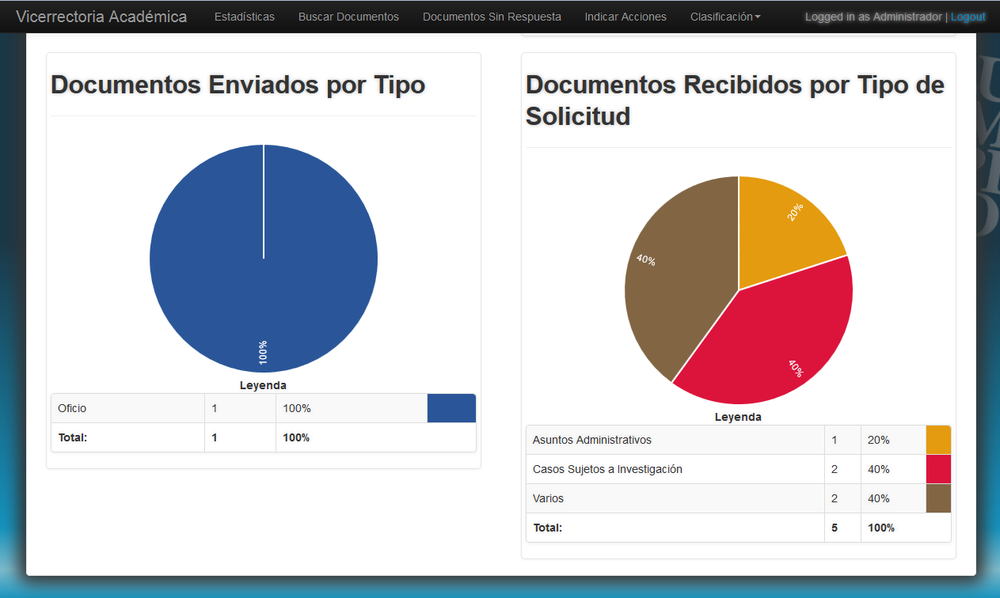 Vicerrectoria Académica Estadísticas Buscar Documentos Documentos Sin Respuesta Indicar Acciones Clasificación Logged in as Administrador | Logout
Documentos Enviados por Tipo
100%
Leyenda
Oficio 1 100%
Total: 1 100%
Documentos Recibidos por Tipo de
Solicitud
20%
40%
40%
Leyenda
Asuntos Administrativos 1 20%
Casos Sujetos a Investigación 2 40%
Varios 2 40%
Total: 5 100%